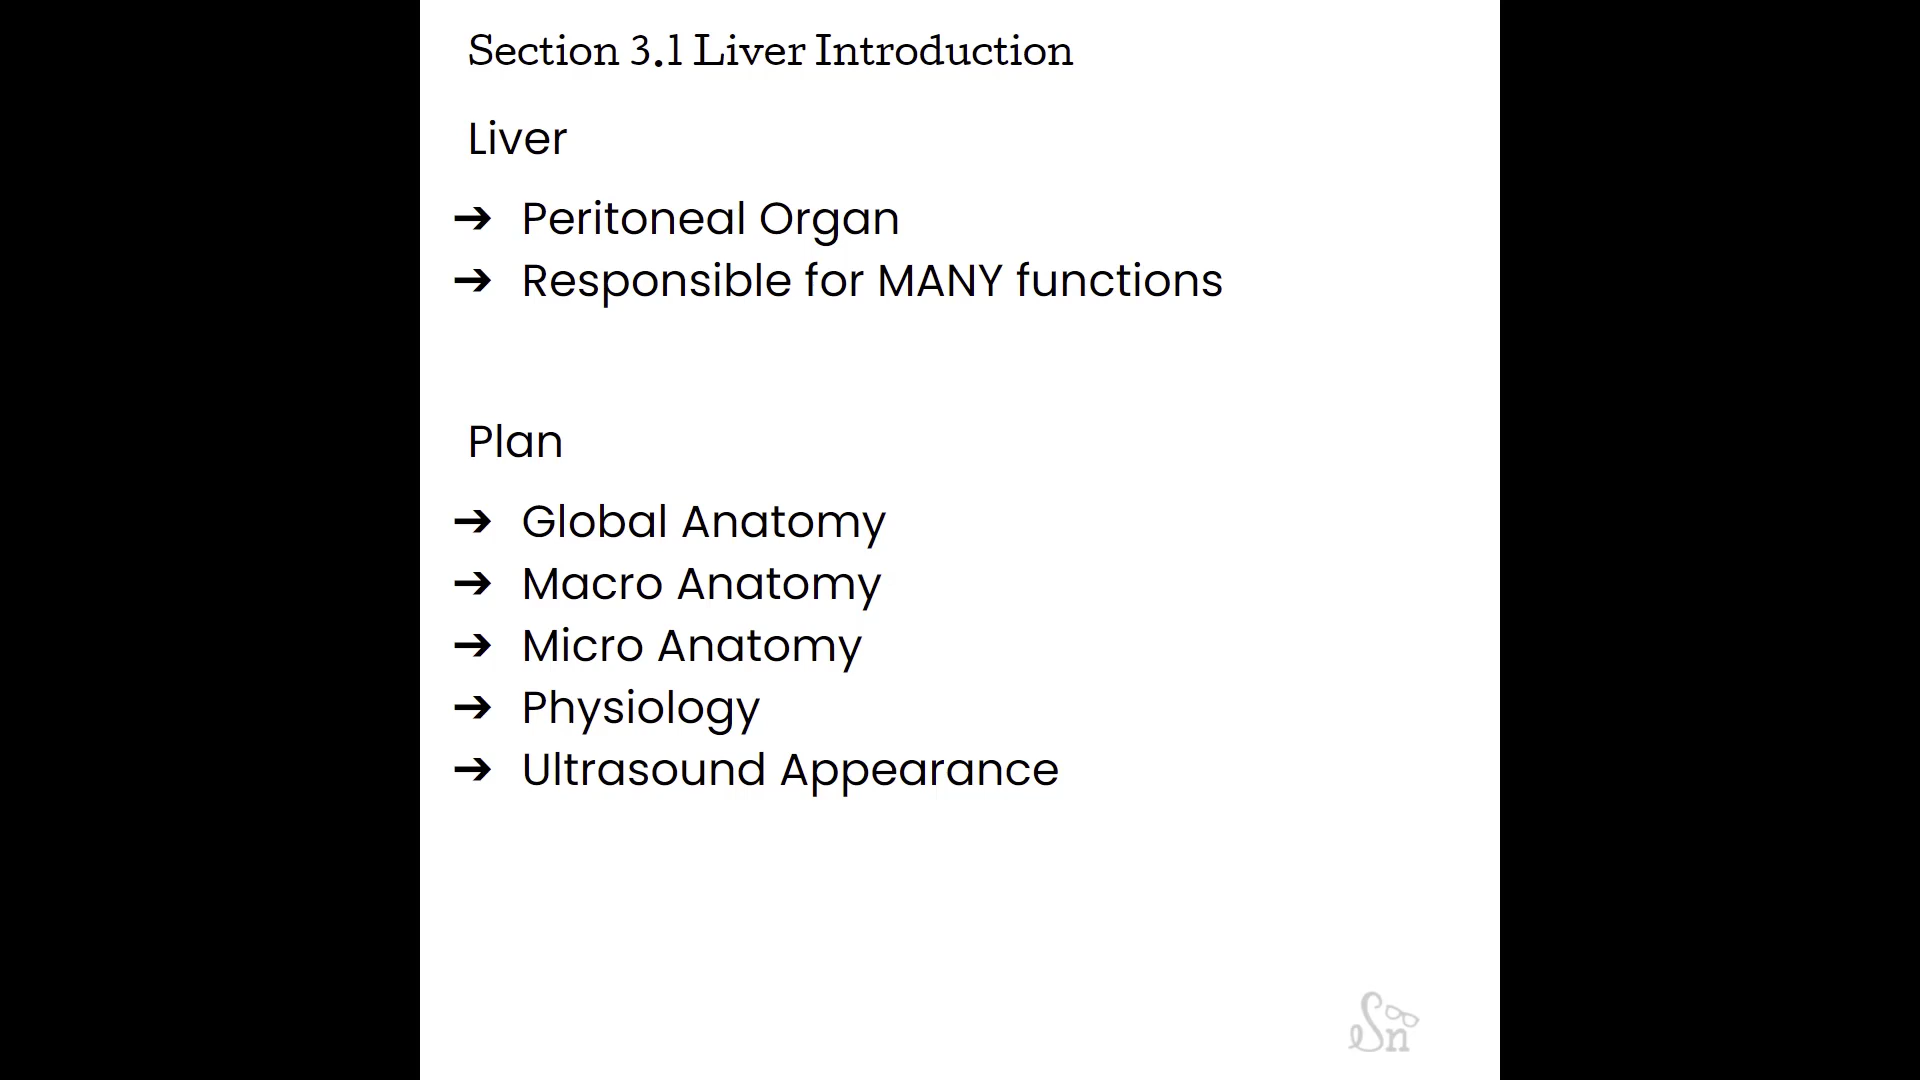 Section 3.1 Liver Introduction
Liver
➔ Peritoneal Organ
➔ Responsible for MANY functions
Plan
➔ Global Anatomy
➔ Macro Anatomy
➔ Micro Anatomy
➔ Physiology
➔ Ultrasound Appearance
Sn